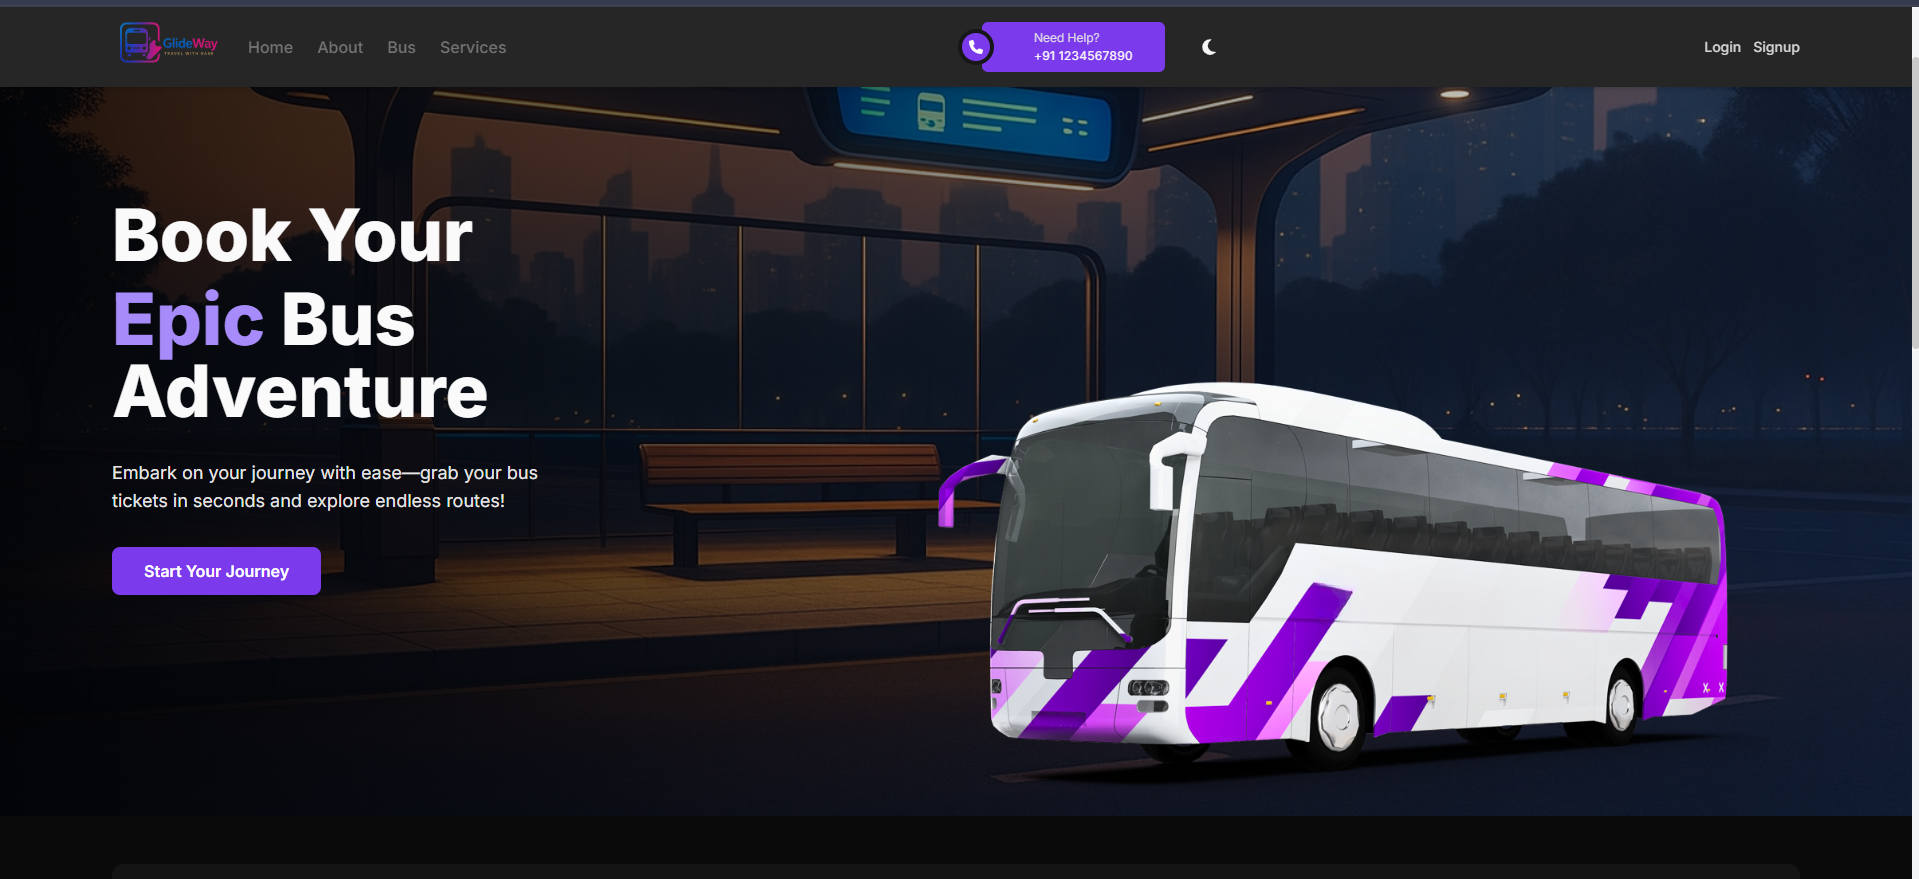 GlideWay
TRAVEL WITH EASE
Home About Bus Services
Need Help?
+91 1234567890
Login Signup
Book Your
Epic Bus
Adventure
Embark on your journey with ease—grab your bus
tickets in seconds and explore endless routes!
Start Your Journey